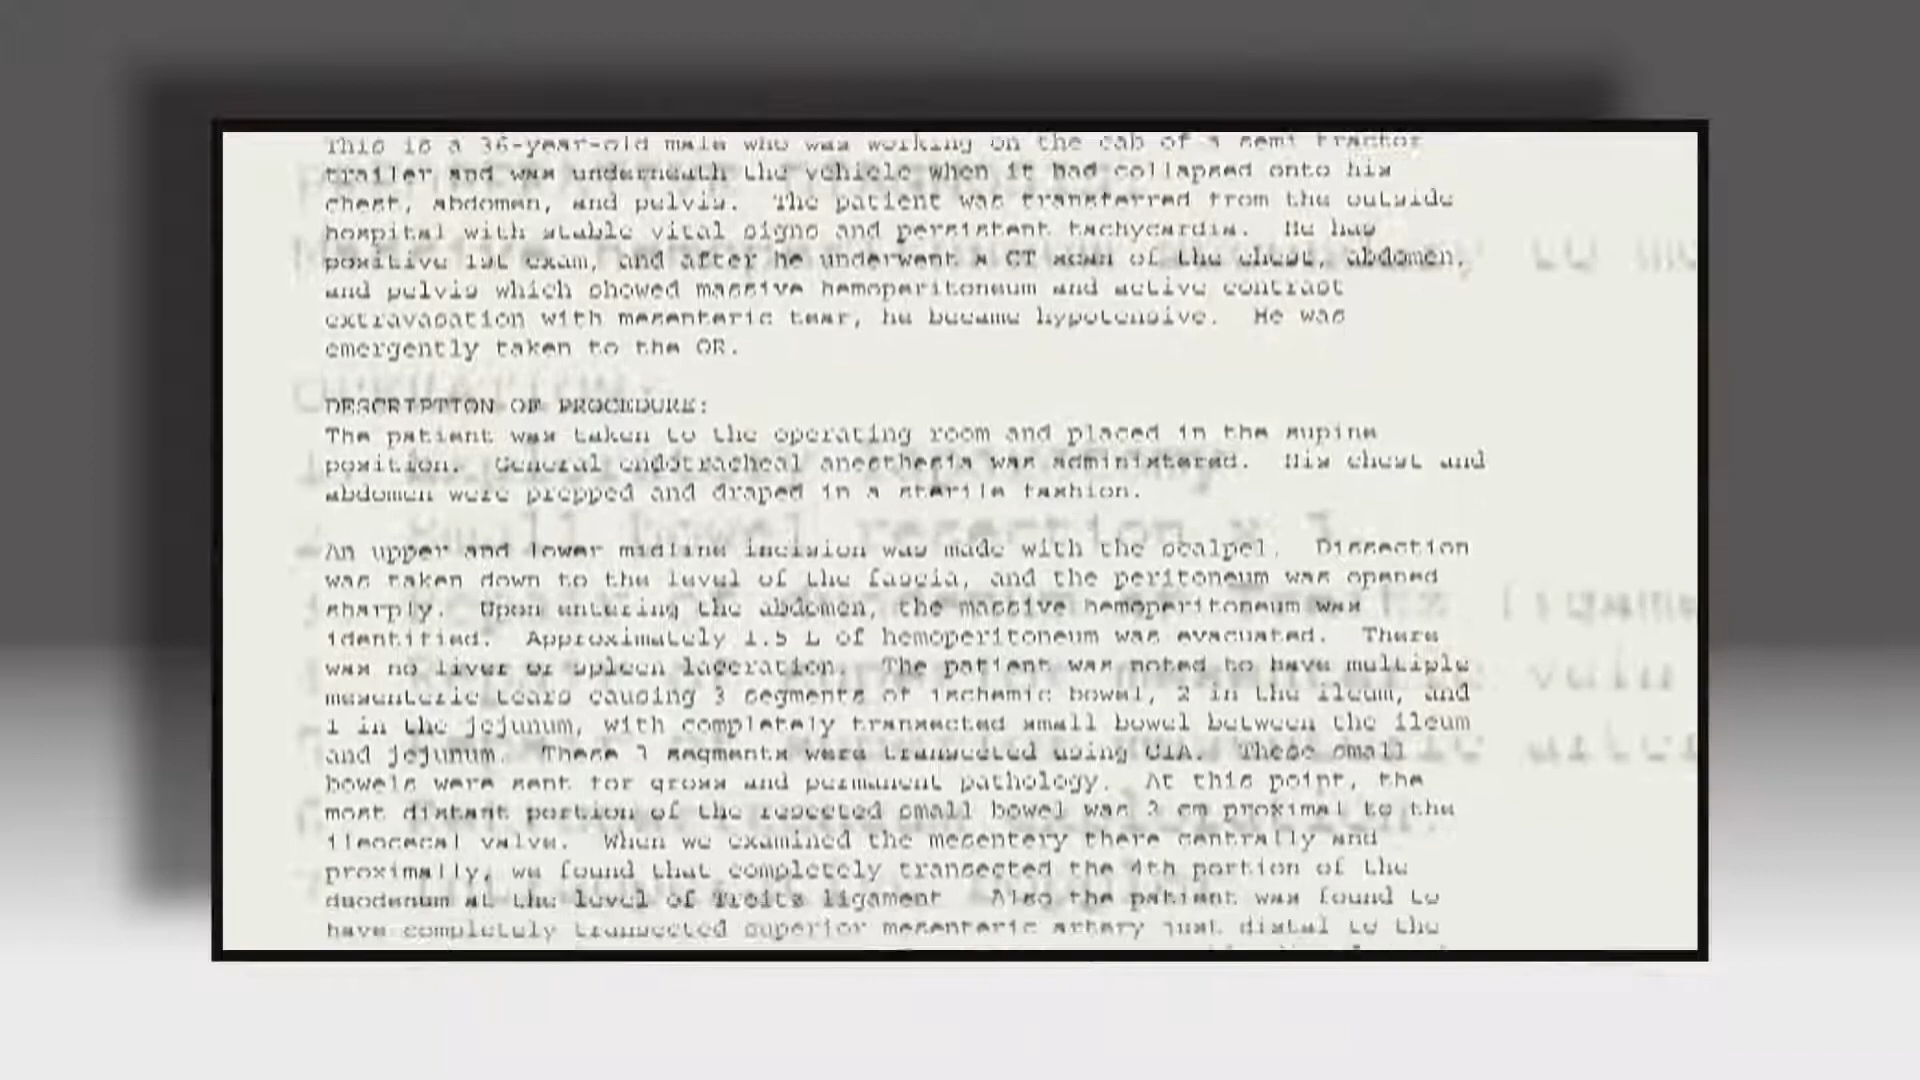 This is a 36-year-old male who was working on the cab of a semi tractor
trailer and was underneath the vehicle when it had collapsed onto his
chest, abdomen, and pelvis. The patient was transferred from the outside
hospital with stable vital signs and persistent tachycardia. He has
positive 1st exam, and after he underwent a CT scan of the chest, abdomen,
and pelvis which showed massive hemoperitoneum and active contrast
extravasation with mesenteric tear, he became hypotensive. He was
emergently taken to the OR.
DESCRIPTION OF PROCEDURE:
The patient was taken to the operating room and placed in the supine
position. General endotracheal anesthesia was administered. His chest and
abdomen were prepped and draped in a sterile fashion.
An upper and lower midline incision was made with the scalpel. Dissection
was taken down to the level of the fascia, and the peritoneum was opened
sharply. Upon entering the abdomen, the massive hemoperitoneum was
identified. Approximately 1.5 L of hemoperitoneum was evacuated. There
was no liver or spleen laceration. The patient was noted to have multiple
mesenteric tears causing 3 segments of ischemic bowel, 2 in the ileum, and
1 in the jejunum, with completely transected small bowel between the ileum
and jejunum. These 3 segments were transected using GIA. These small
bowels were sent for gross and permanent pathology. At this point, the
most distant portion of the resected small bowel was cm proximal to the
ileocecal valve. When we examined the mesentery there centrally and
proximally, we found that completely transected the 4th portion of the
duodenum at the level of Treits ligament Also the patient was found to
have completely transected superior mesenteric artery just distal to the
Small bowel resection x 3
ligame
vein